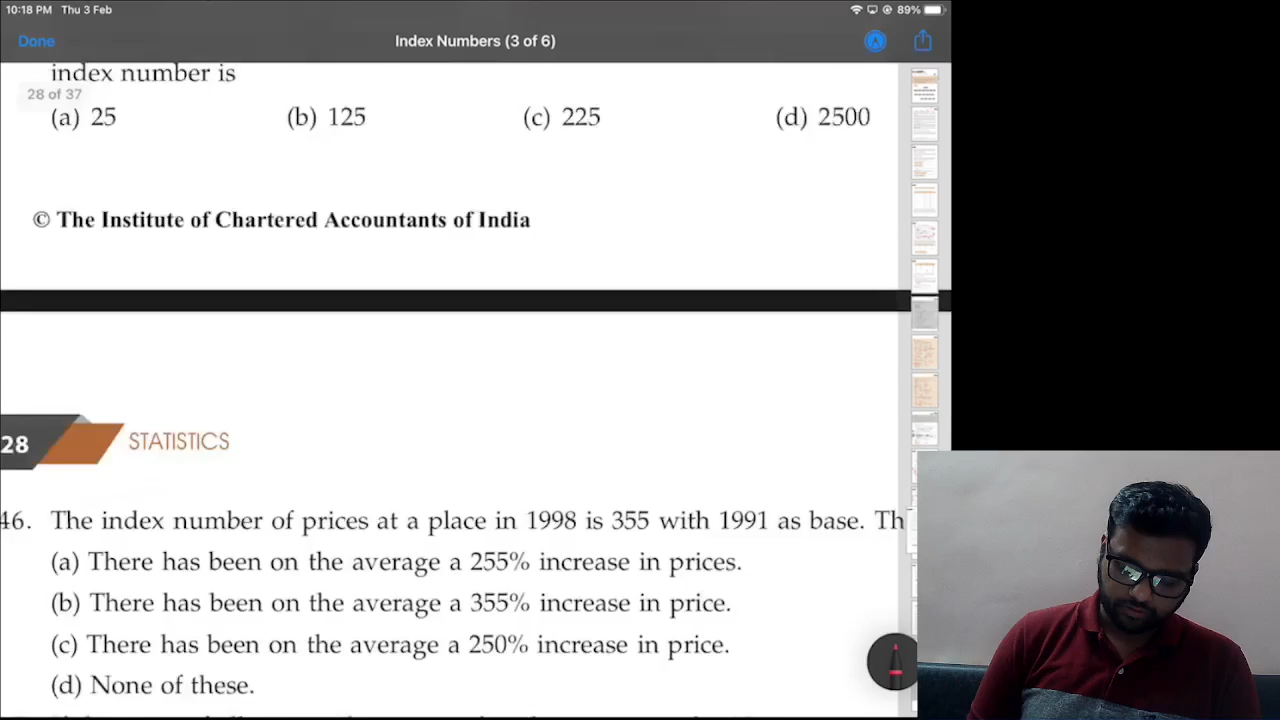 10:18 PM Thu 3 Feb
89%
Done
Index Numbers (3 of 6)
index number is
28 of 37
(a) 25 (b) 125 (c) 225 (d) 2500
© The Institute of Chartered Accountants of India
28 STATISTICS
46. The index number of prices at a place in 1998 is 355 with 1991 as base. Th
(a) There has been on the average a 255% increase in prices.
(b) There has been on the average a 355% increase in price.
(c) There has been on the average a 250% increase in price.
(d) None of these.